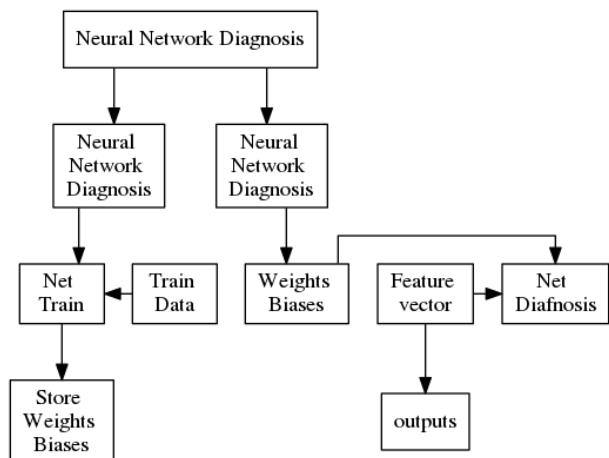 Neural Network Diagnosis
Neural
Network
Diagnosis
Neural
Network
Diagnosis
Net
Train
Train
Data
Weights
Biases
Feature
vector
Net
Diafnosis
Store
Weights
Biases
outputs